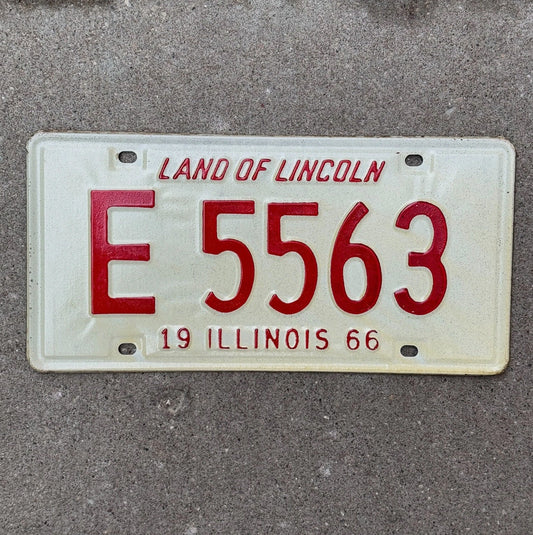 LAND OF LINCOLN
E 5563
19 ILLINOIS 66